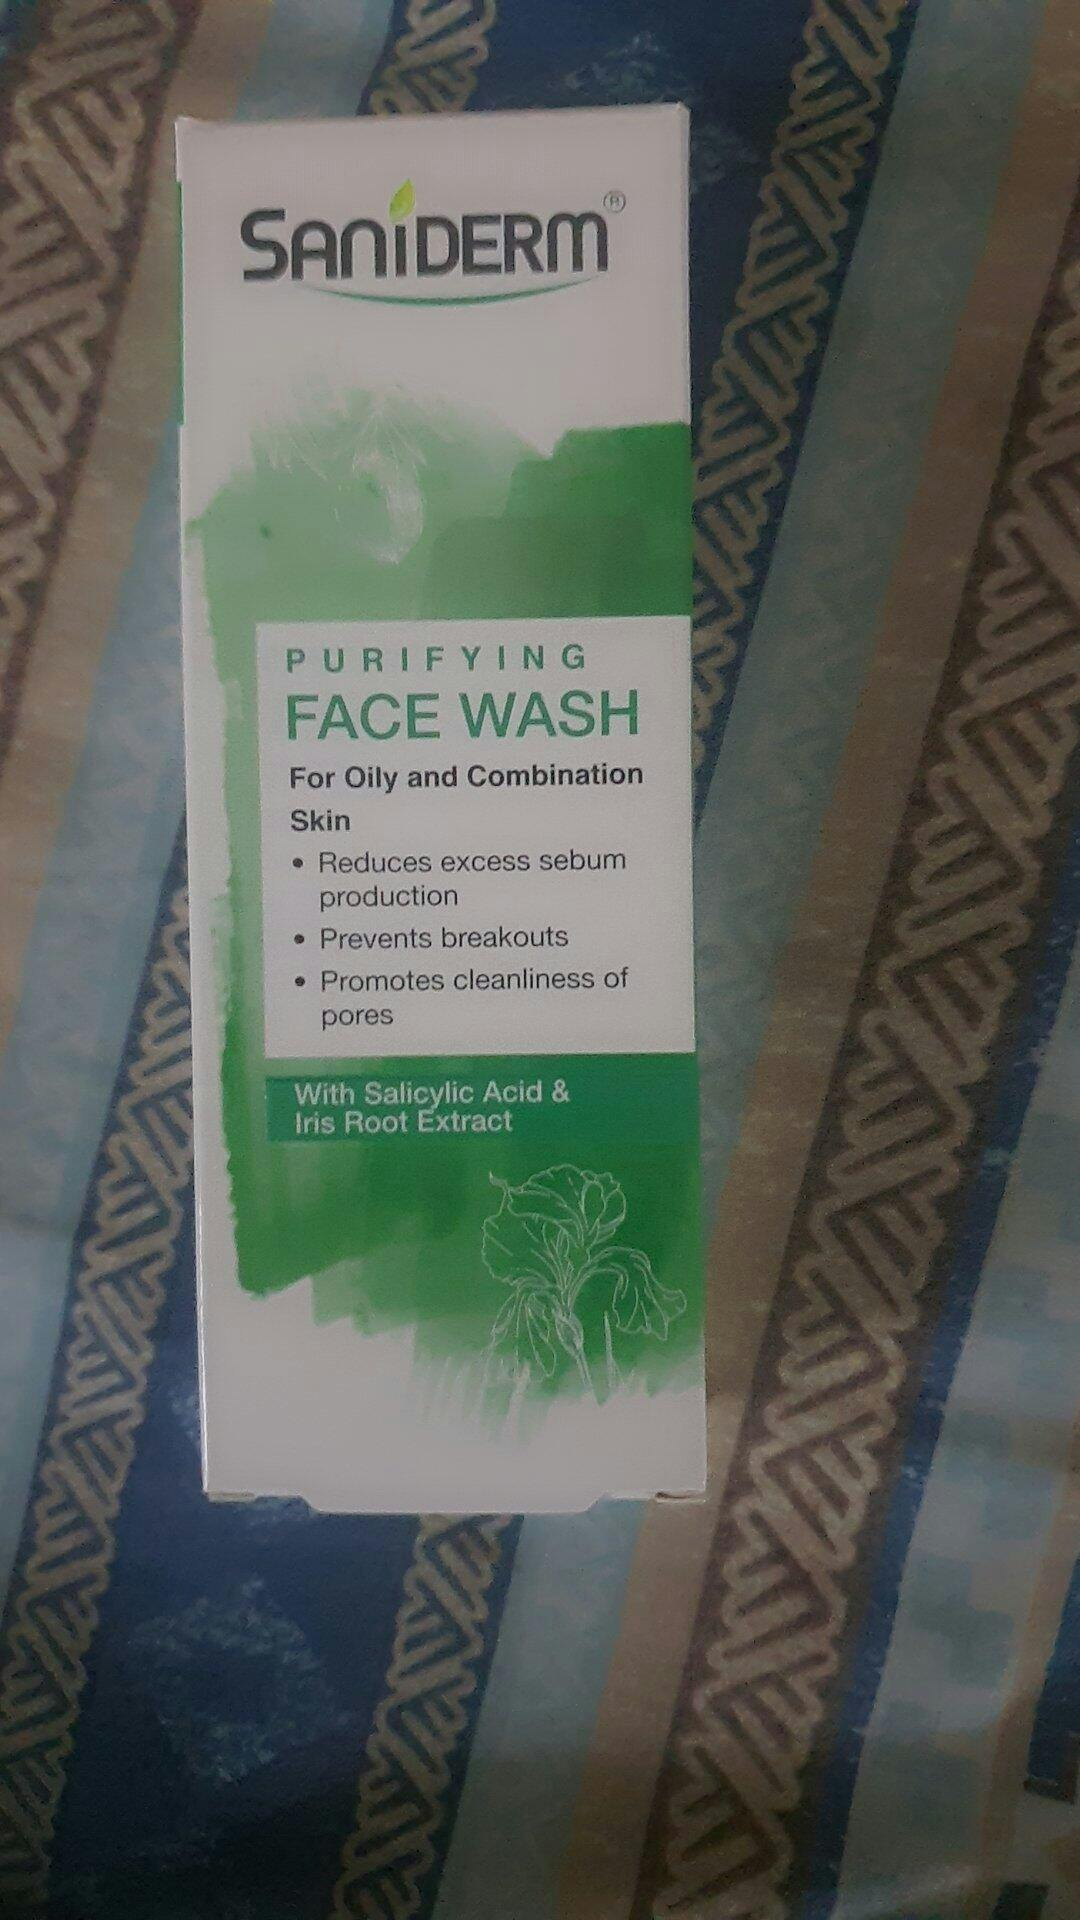 SANiDERM®
PURIFYING
FACE WASH
For Oily and Combination
Skin
• Reduces excess sebum
production
• Prevents breakouts
• Promotes cleanliness of
pores
With Salicylic Acid &
Iris Root Extract